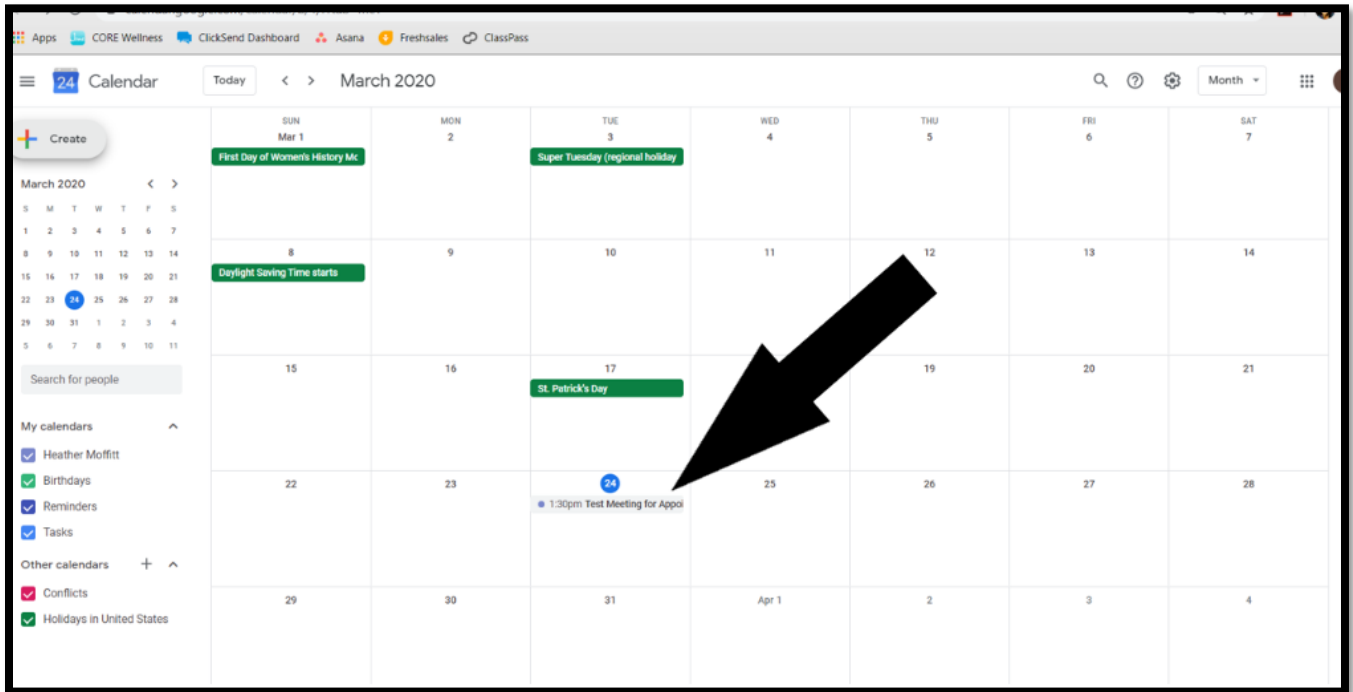 Apps CORE Wellness ClickSend Dashboard Asana Freshsales ClassPass
24 Calendar Today < > March 2020 Month
Create
March 2020 < >
S M T W T F S
1 2 3 4 5 6 7
8 9 10 11 12 13 14
15 16 17 18 19 20 21
22 23 24 25 26 27 28
29 30 31 1 2 3 4
5 6 7 8 9 10 11
Search for people
My calendars
Heather Moffitt
Birthdays
Reminders
Tasks
Other calendars +
Conflicts
Holidays in United States
SUN MON TUE WED THU FRI SAT
Mar 1 2 3 4 5 6 7
First Day of Women's History Mc Super Tuesday (regional holiday
8 9 10 11 12 13 14
Daylight Saving Time starts
15 16 17 19 20 21
St. Patrick's Day
22 23 24 25 26 27 28
1:30pm Test Meeting for Appoi
29 30 31 Apr 1 2 3 4